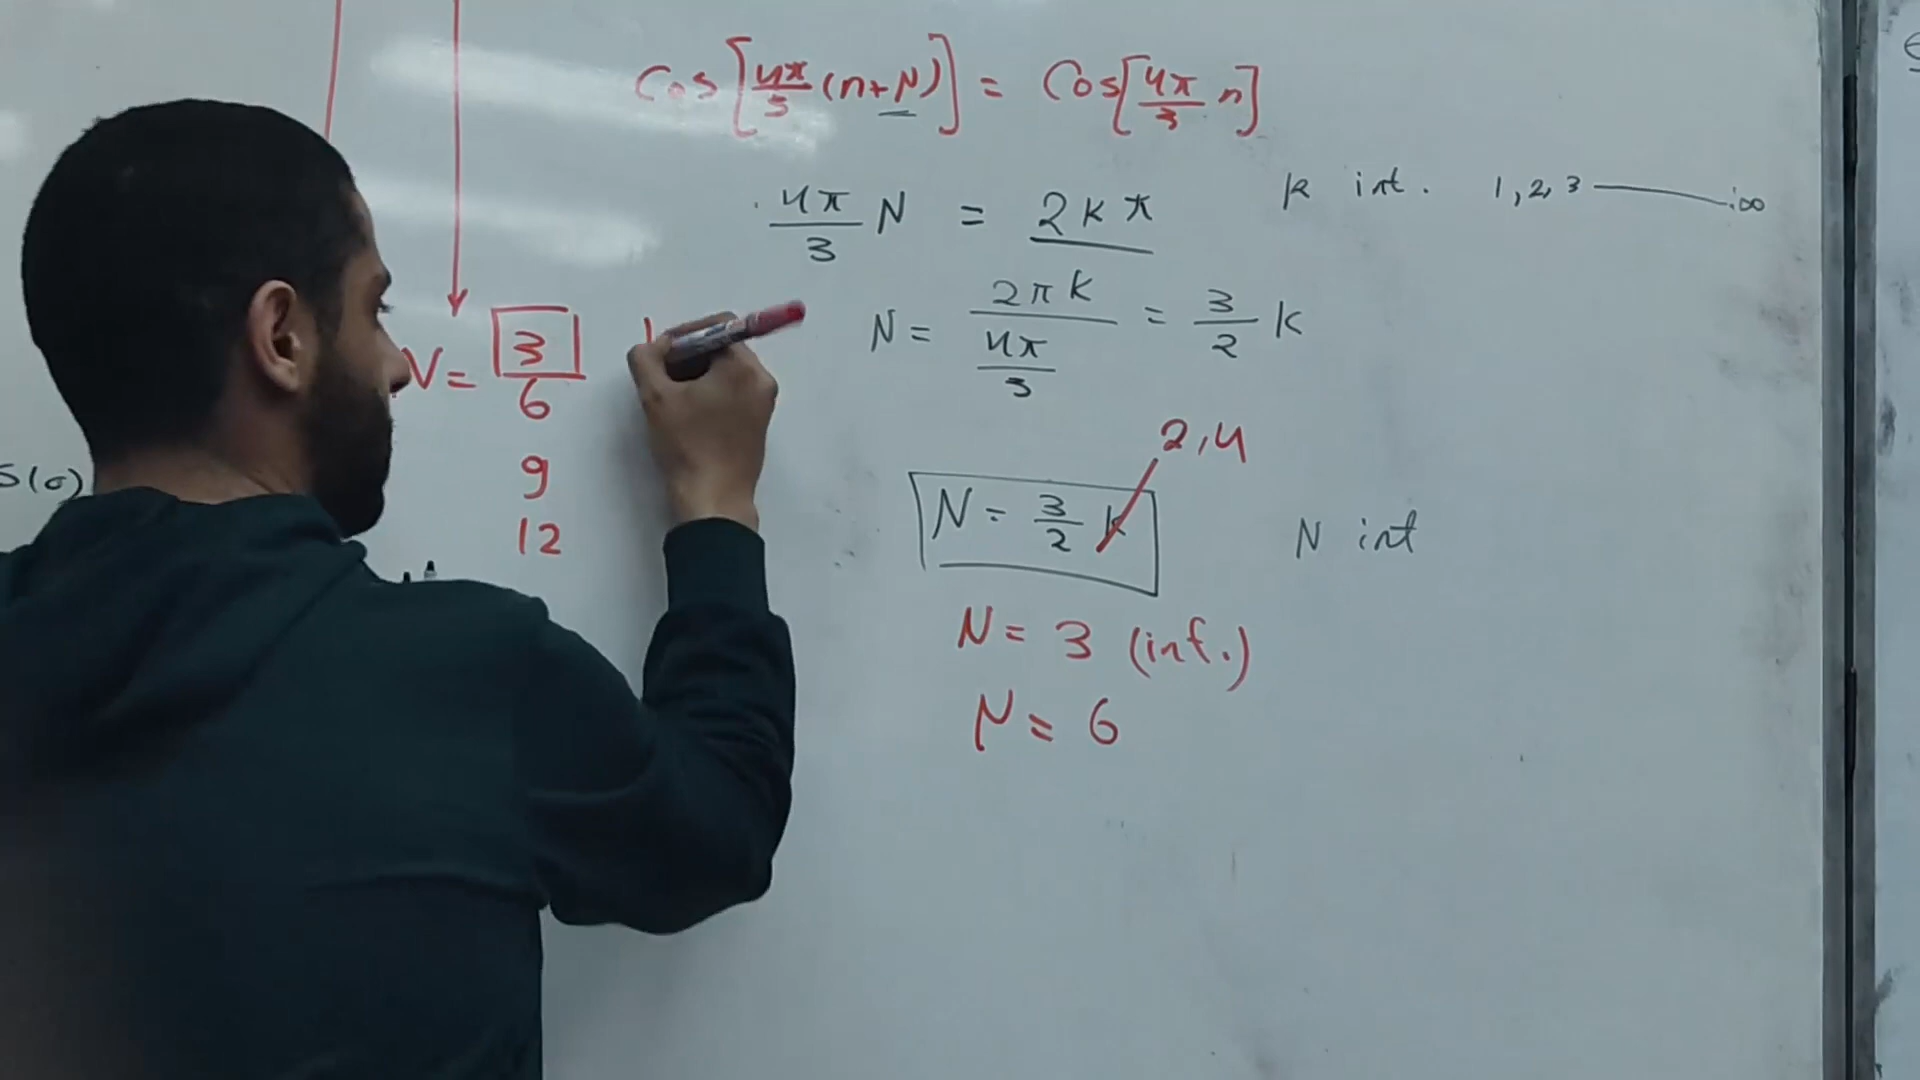 Cos[4π/3 (n+N)] = Cos[4π/3 n]
4π/3 N = 2kπ
k int. 1, 2, 3 — ∞
N = 2πk / (4π/3) = 3/2 k
2, 4
N = 3/2 k
N int
N = 3 (int.)
N = 6
N = 3
6
9
12
δ(σ)